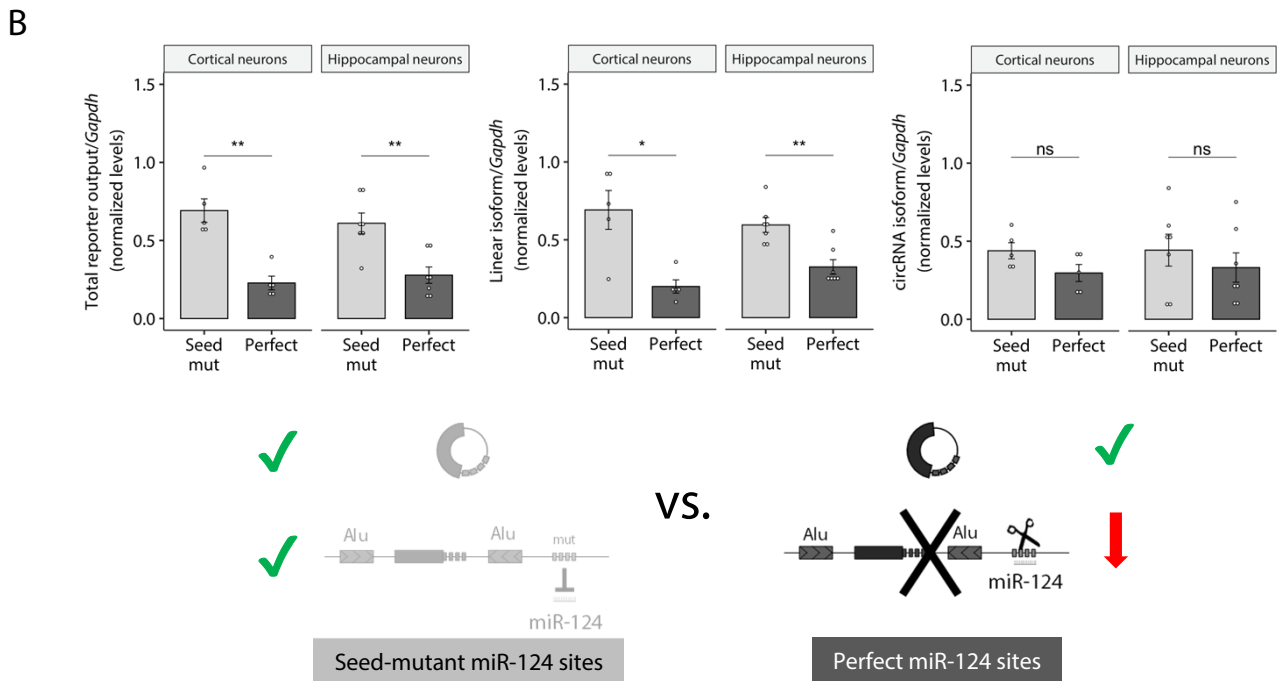 B
Cortical neurons
Hippocampal neurons
Total reporter output/Gapdh
(normalized levels)
1.5
1.0
0.5
0.0
**
**
Seed
mut
Perfect
Seed
mut
Perfect
Cortical neurons
Hippocampal neurons
Linear isoform/Gapdh
(normalized levels)
1.5
1.0
0.5
0.0
*
**
Seed
mut
Perfect
Seed
mut
Perfect
Cortical neurons
Hippocampal neurons
circRNA isoform/Gapdh
(normalized levels)
1.5
1.0
0.5
0.0
ns
ns
Seed
mut
Perfect
Seed
mut
Perfect
Alu
Alu
mut
miR-124
Seed-mutant miR-124 sites
vs.
Alu
Alu
miR-124
Perfect miR-124 sites